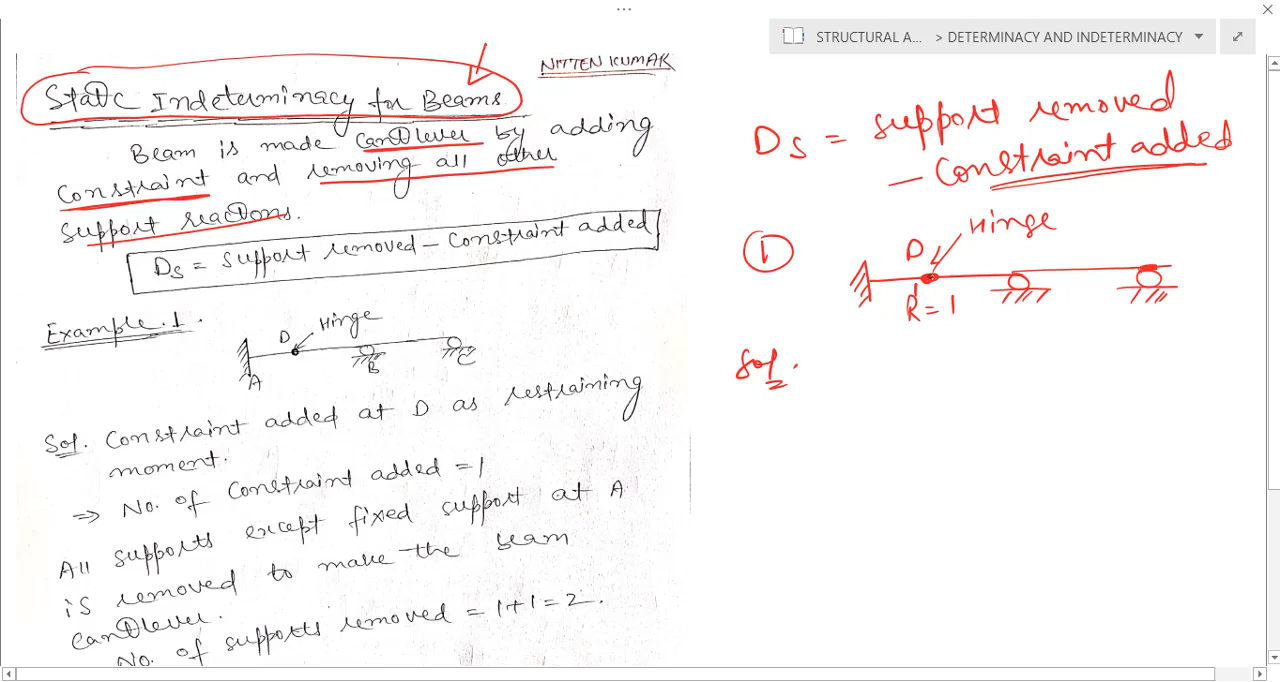 STRUCTURAL A... > DETERMINACY AND INDETERMINACY
NITTEN KUMAR
Static Indeterminacy for Beams.
Beam is made Cantilever by adding
Constraint and removing all other
support reactions.
Ds = support removed - Constraint added
Example.1.
D Hinge
A B C
Sol. Constraint added at D as restraining
moment.
⇒ No. of Constraint added = 1
All supports except fixed support at A
is removed to make the beam
Cantilever.
No. of supports removed = 1+1=2.
Ds = support removed
- Constraint added
① D Hinge
R = 1
Sol.